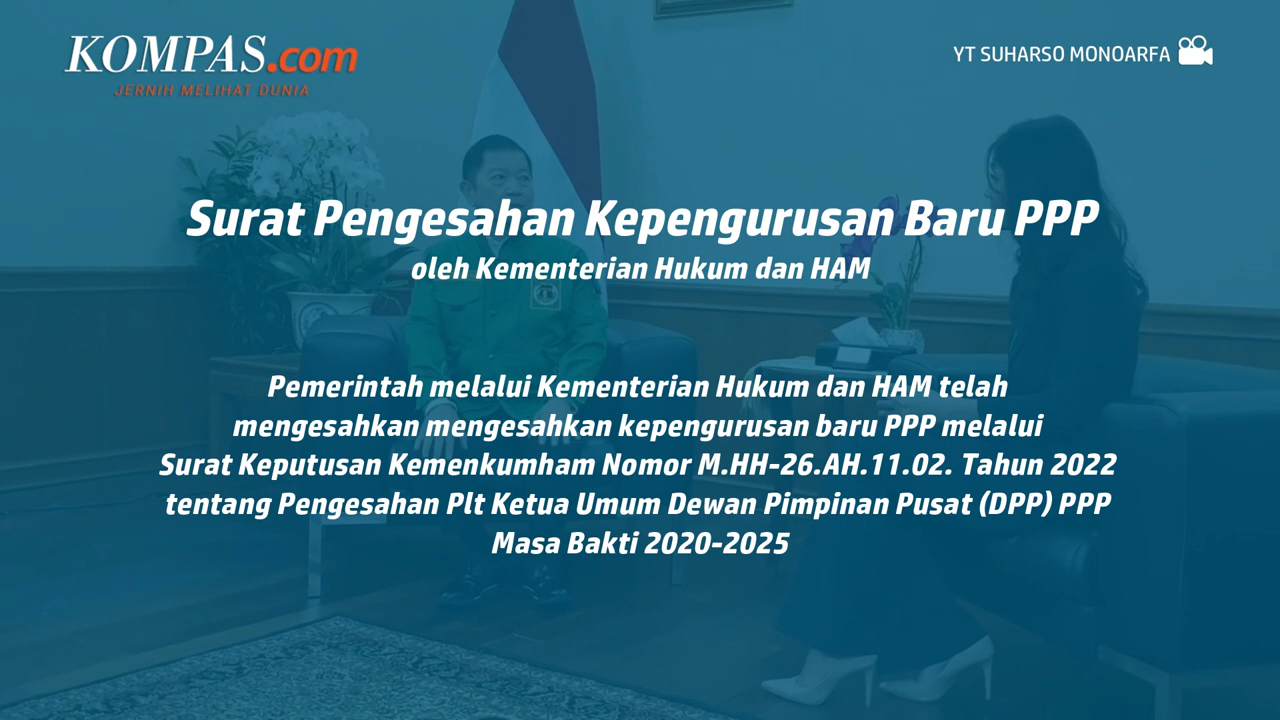 KOMPAS.com
JERNIH MELIHAT DUNIA
YT SUHARSO MONOARFA
Surat Pengesahan Kepengurusan Baru PPP
oleh Kementerian Hukum dan HAM
Pemerintah melalui Kementerian Hukum dan HAM telah
mengesahkan mengesahkan kepengurusan baru PPP melalui
Surat Keputusan Kemenkumham Nomor M.HH-26.AH.11.02. Tahun 2022
tentang Pengesahan Plt Ketua Umum Dewan Pimpinan Pusat (DPP) PPP
Masa Bakti 2020-2025